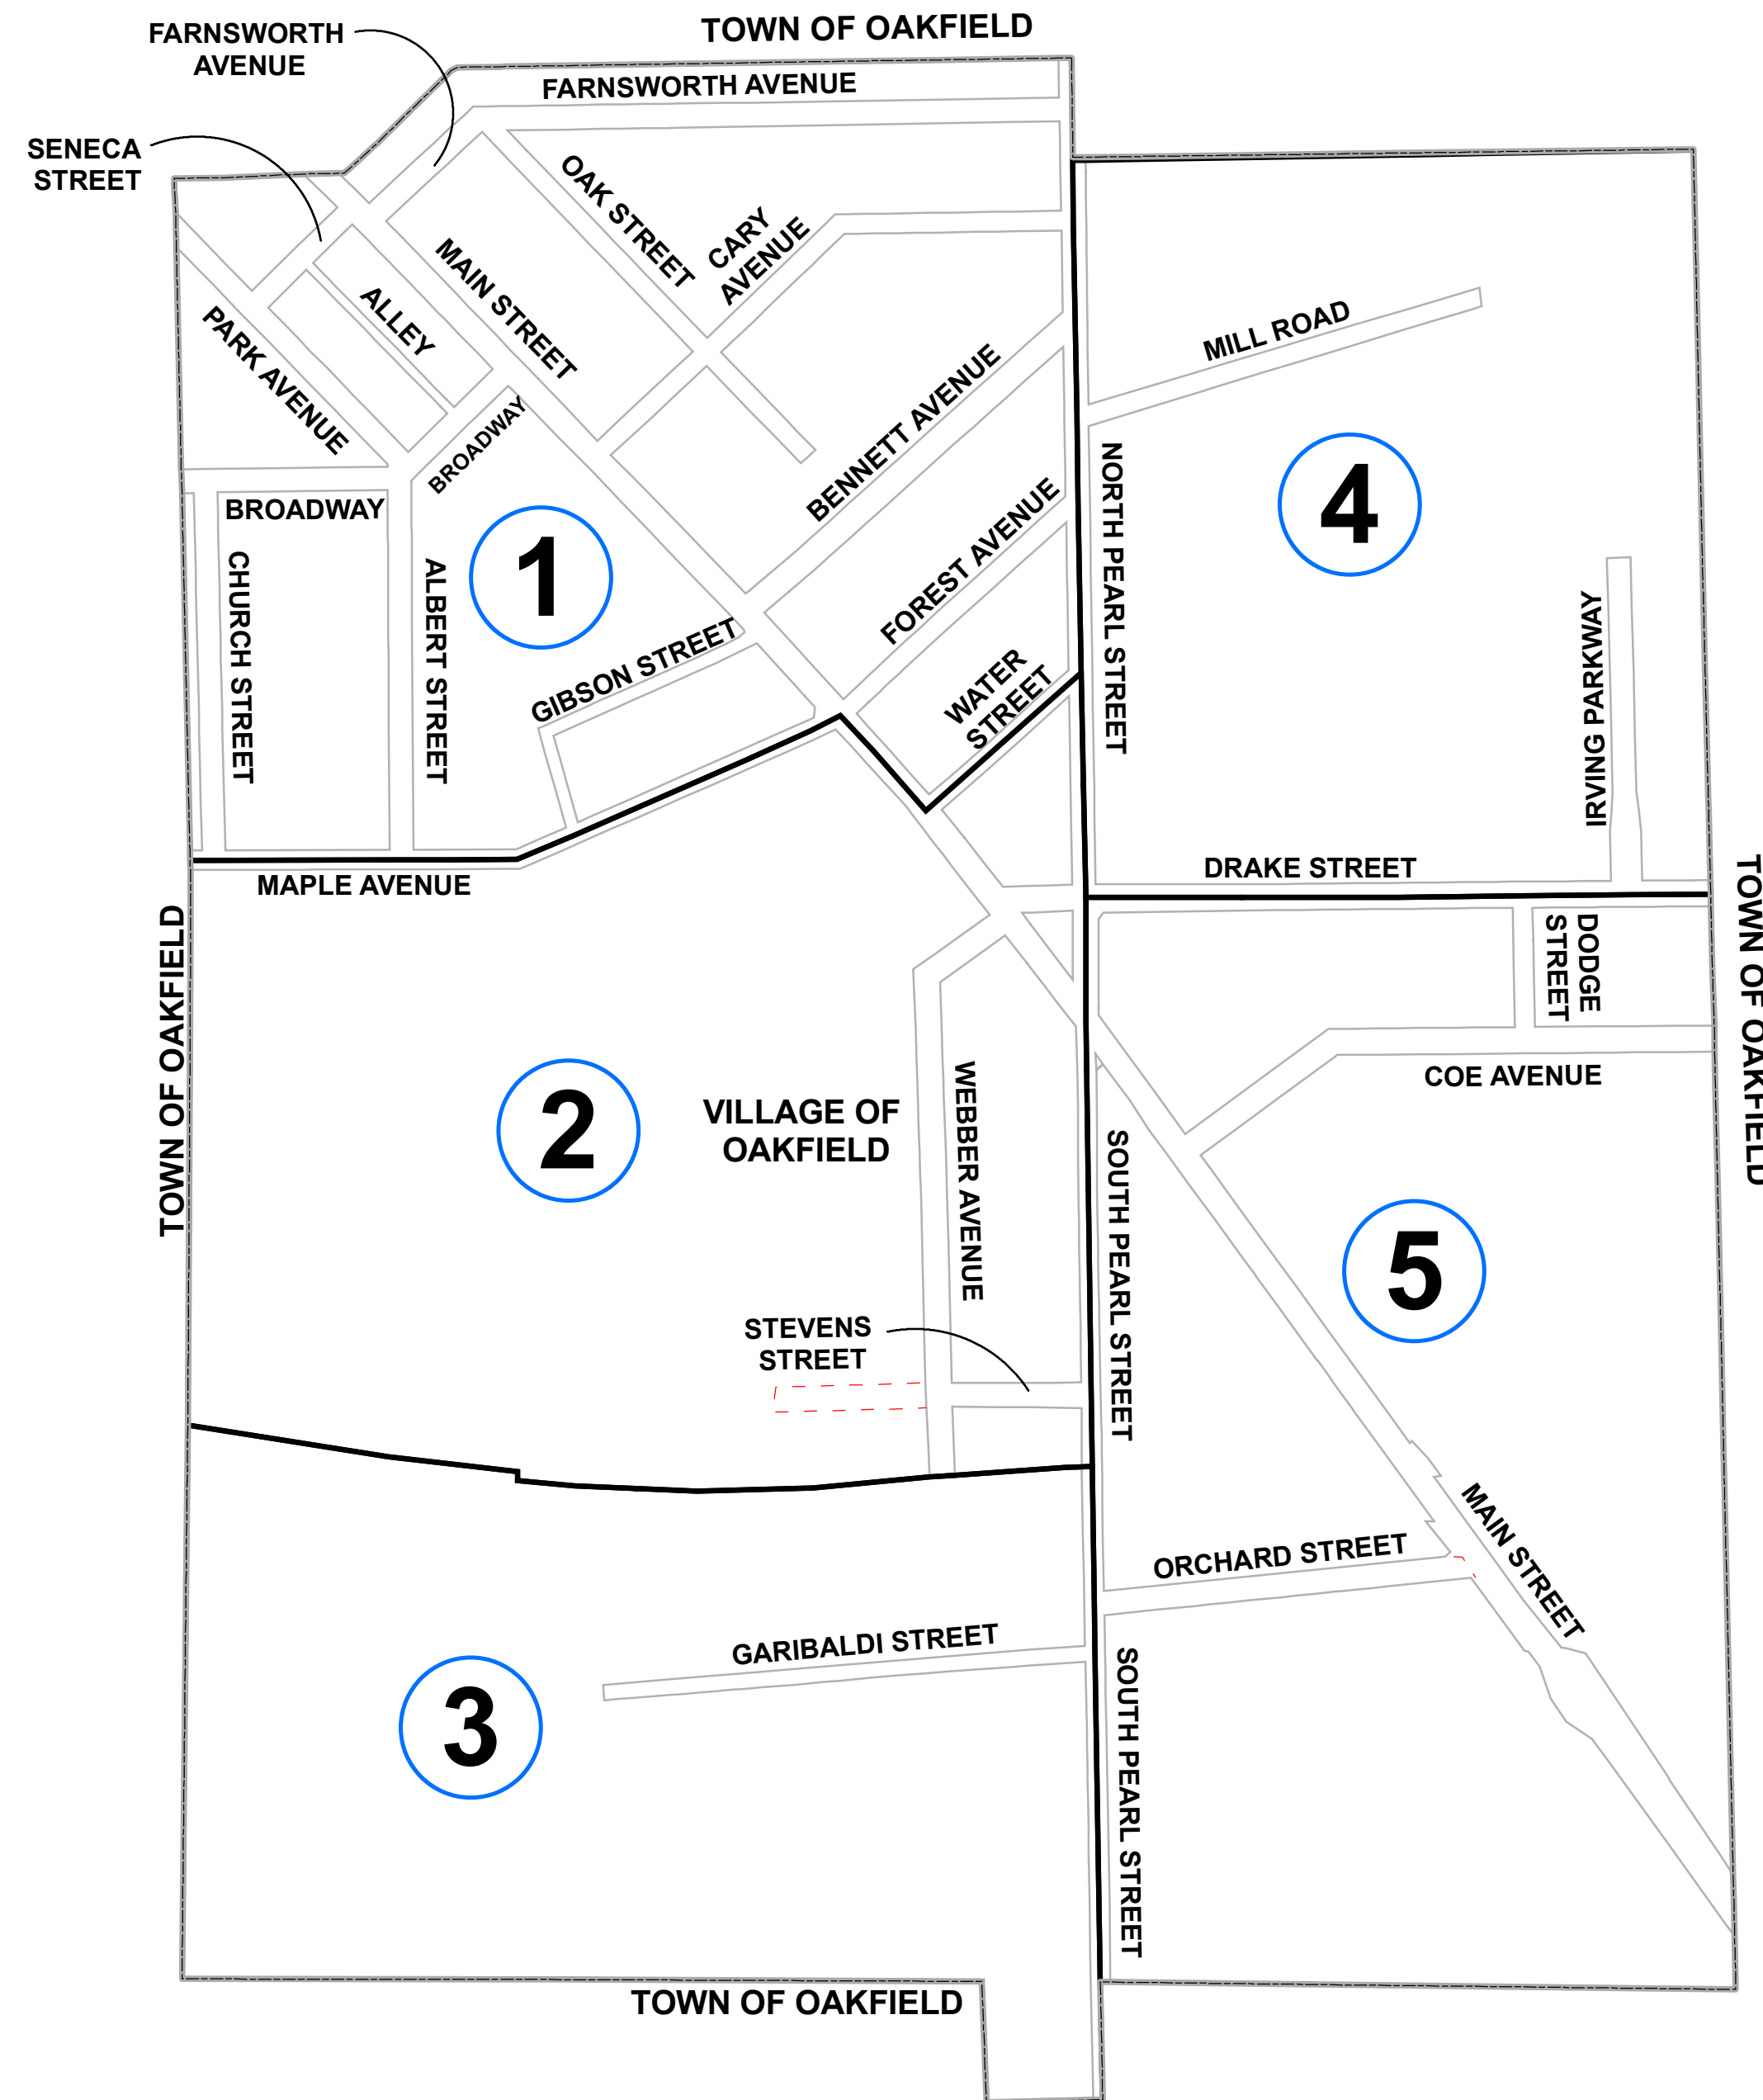 TOWN OF OAKFIELD
FARNSWORTH
AVENUE
FARNSWORTH AVENUE
SENECA
STREET
OAK STREET
CARY
AVENUE
MAIN STREET
ALLEY
PARK AVENUE
BROADWAY
BROADWAY
BENNETT AVENUE
MILL ROAD
4
NORTH PEARL STREET
FOREST AVENUE
1
CHURCH STREET
ALBERT STREET
GIBSON STREET
WATER
STREET
IRVING PARKWAY
DRAKE STREET
MAPLE AVENUE
TOWN OF OAKFIELD
TOWN OF OAKFIELD
DODGE
STREET
COE AVENUE
2
VILLAGE OF
OAKFIELD
WEBBER AVENUE
SOUTH PEARL STREET
5
STEVENS
STREET
MAIN STREET
ORCHARD STREET
GARIBALDI STREET
3
SOUTH PEARL STREET
TOWN OF OAKFIELD